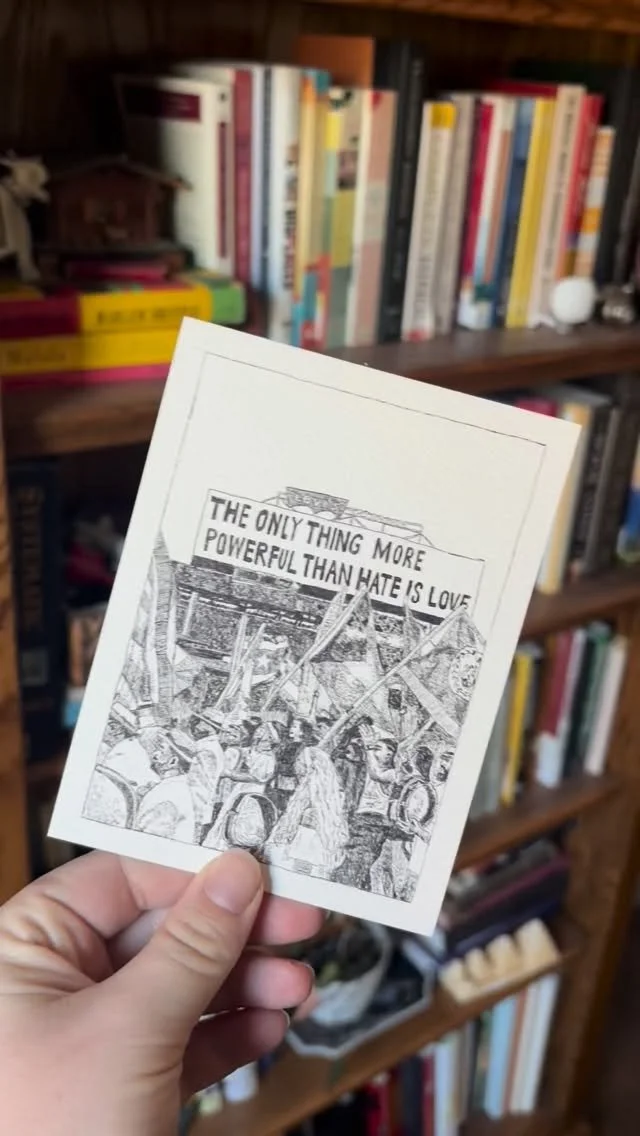 THE ONLY THING MORE
POWERFUL THAN HATE IS LOVE